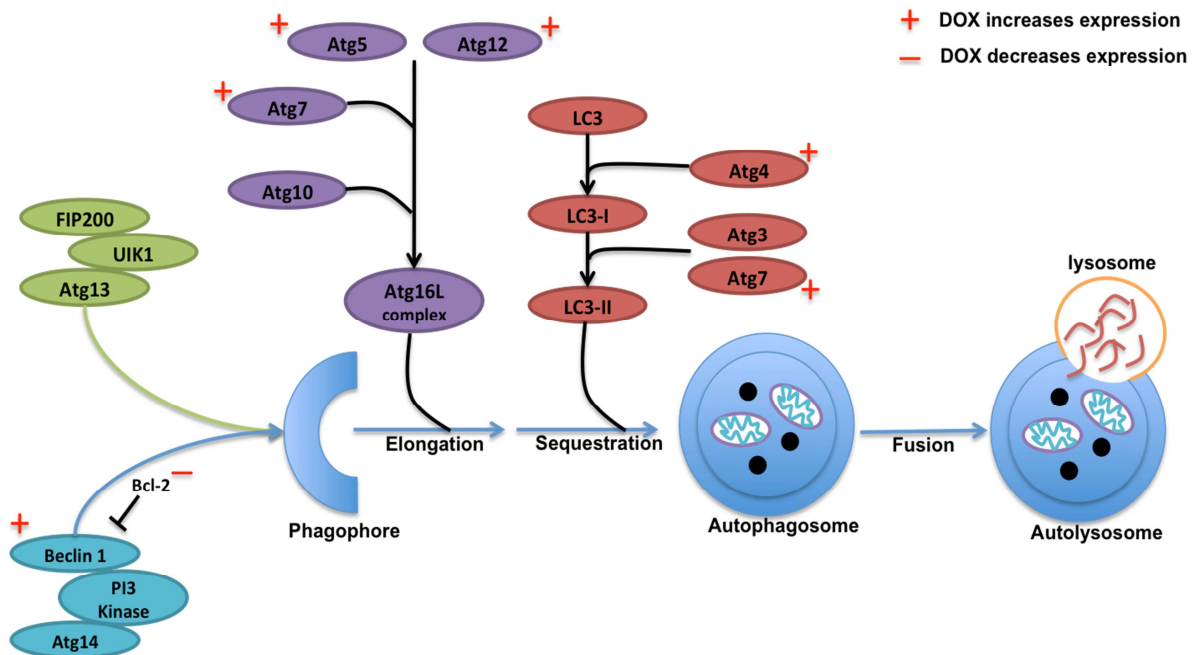 + DOX increases expression
− DOX decreases expression
+ Atg5
Atg12 +
+ Atg7
Atg10
Atg16L
complex
LC3
Atg4 +
LC3-I
Atg3
Atg7 +
LC3-II
FIP200
UIK1
Atg13
Bcl-2 −
+ Beclin 1
PI3
Kinase
Atg14
Phagophore
Elongation
Sequestration
Autophagosome
Fusion
lysosome
Autolysosome